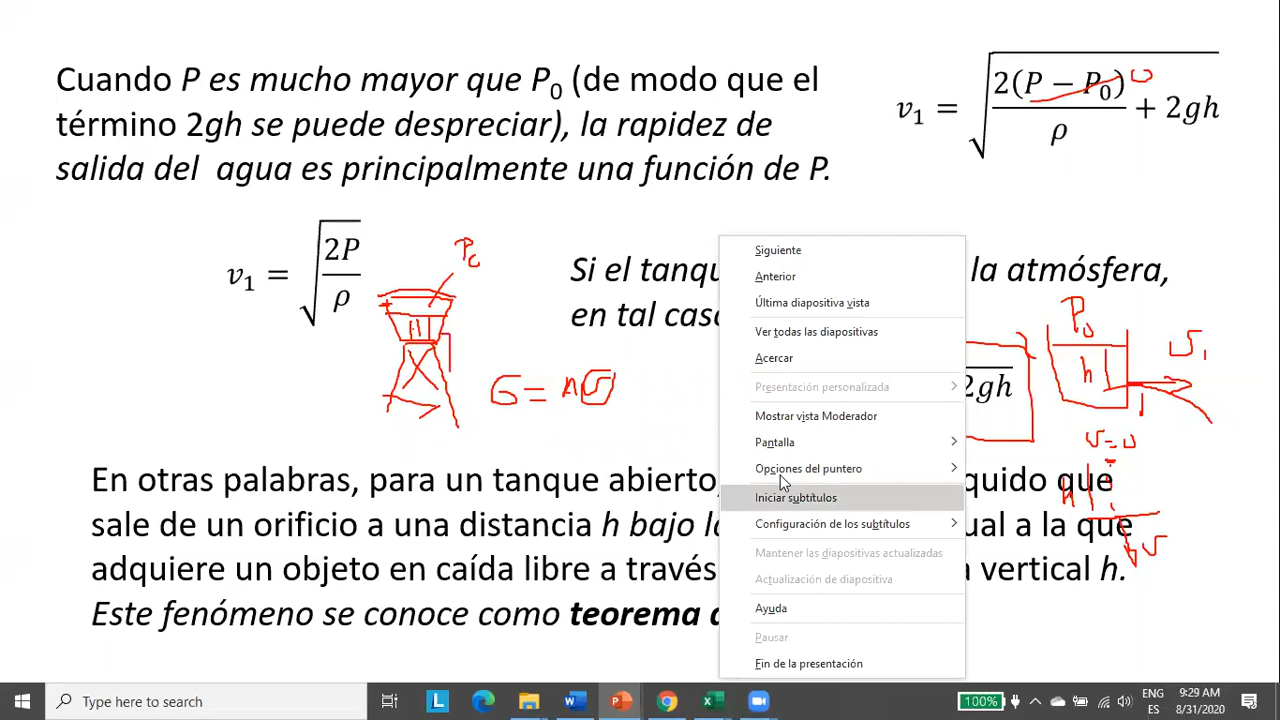 Cuando P es mucho mayor que P₀ (de modo que el
término 2gh se puede despreciar), la rapidez de
salida del agua es principalmente una función de P.
v₁ = √(2(P − P₀)/ρ + 2gh)
0
v₁ = √(2P/ρ)
Si el tanq la atmósfera,
en tal caso
2gh
P₀
h
υ₁
υ=0
h
υ
En otras palabras, para un tanque abierto, quido que
sale de un orificio a una distancia h bajo l ual a la que
adquiere un objeto en caída libre a través a vertical h.
Este fenómeno se conoce como teorema
Siguiente
Anterior
Última diapositiva vista
Ver todas las diapositivas
Acercar
Presentación personalizada
Mostrar vista Moderador
Pantalla
Opciones del puntero
Iniciar subtítulos
Configuración de los subtítulos
Mantener las diapositivas actualizadas
Actualización de diapositiva
Ayuda
Pausar
Fin de la presentación
Type here to search
L
100%
ENG
ES
9:29 AM
8/31/2020